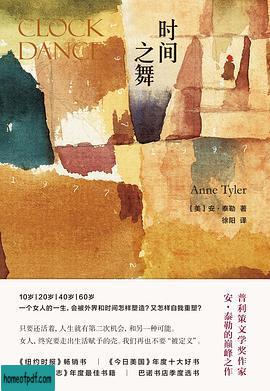 CLOCK
DANCE
时间
之舞
1967
1977
1997
Anne Tyler
[美] 安·泰勒 著
徐阳 译
10岁|20岁|40岁|60岁
一个女人的一生，会被外界和时间怎样塑造？又怎样自我重塑？
只要还活着，人生就有第二次机会，和另一种可能。
女人，终究要走出生活赋予的壳。我们再也不要“被定义”。
《纽约时报》畅销书 | 《今日美国》年度十大好书
志》年度最佳书籍 | 巴诺书店季度选书
普利策文学奖作家
安·泰勒的巅峰之作
homeofpdf.com